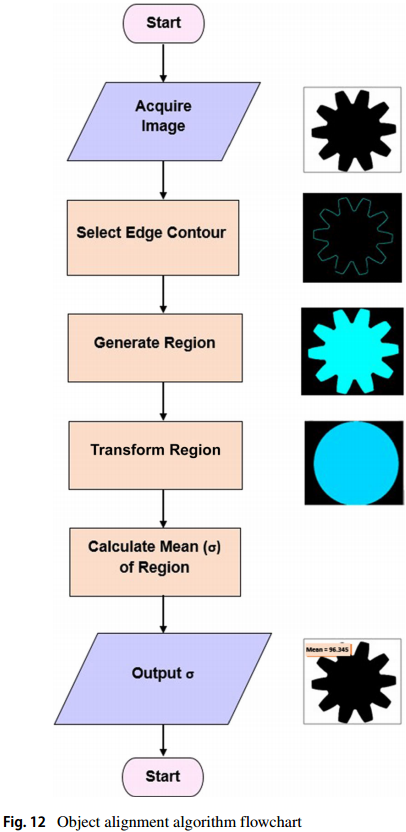 Start
Acquire
Image
Select Edge Contour
Generate Region
Transform Region
Calculate Mean (σ)
of Region
Output σ
Mean = 96.345
Start
Fig. 12 Object alignment algorithm flowchart